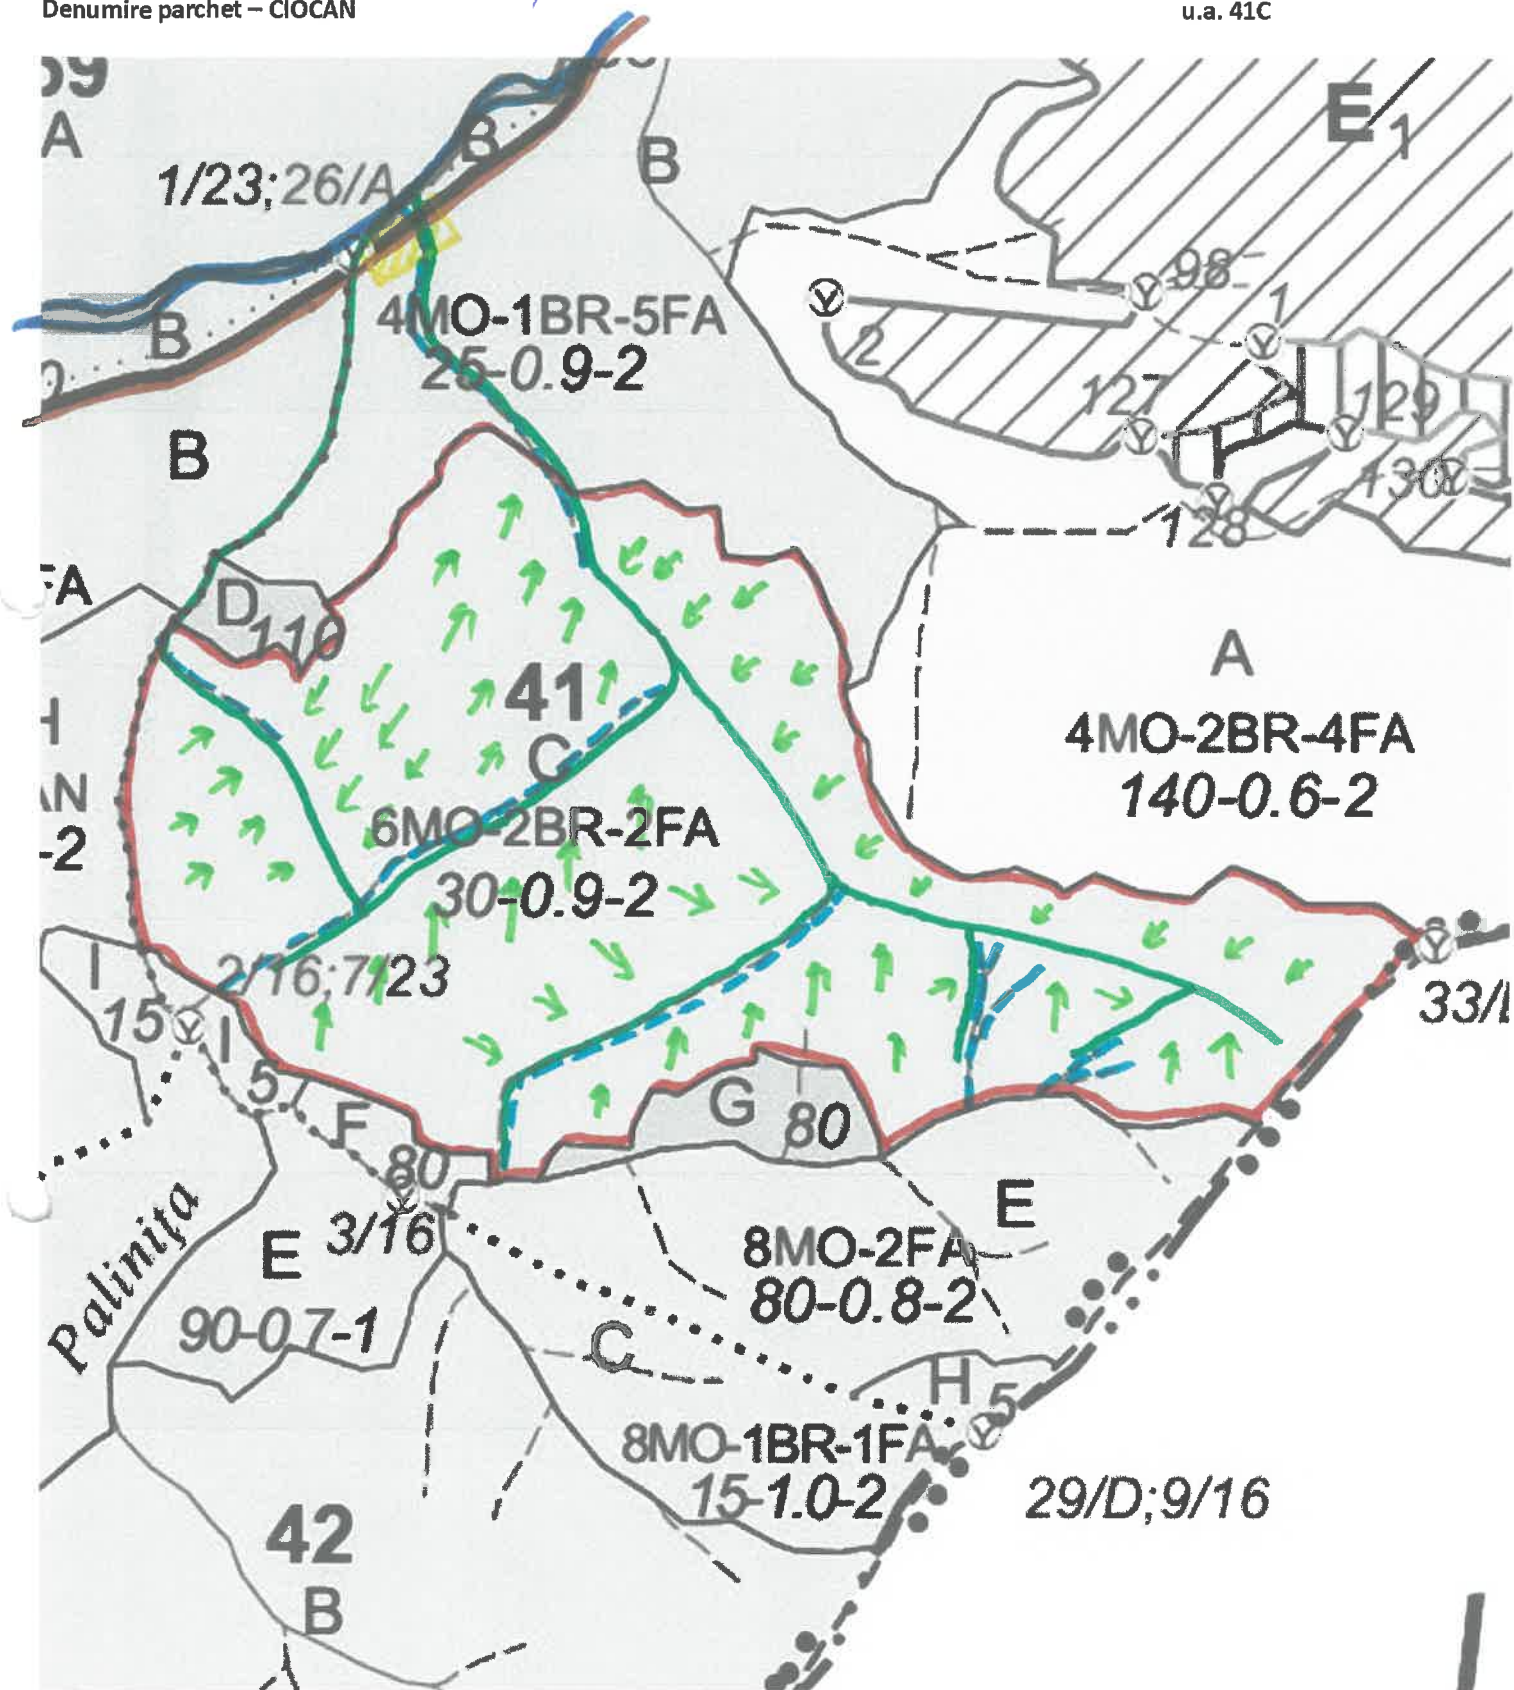 Denumire parchet – CIOCAN
u.a. 41C
A
B
1/23;26/A
B
E 1
98
4MO-1BR-5FA
25-0.9-2
B
B
2
1
127
129
130
128
FA
D 110
A
4MO-2BR-4FA
140-0.6-2
H
AN
-2
41
C
6MO-2BR-2FA
30-0.9-2
2/16;7/23
I
15
I
5
F
80
G
80
E
3/16
Palinița
E
90-0.7-1
8MO-2FA
80-0.8-2
C
H
5
8MO-1BR-1FA
15-1.0-2
29/D;9/16
42
B